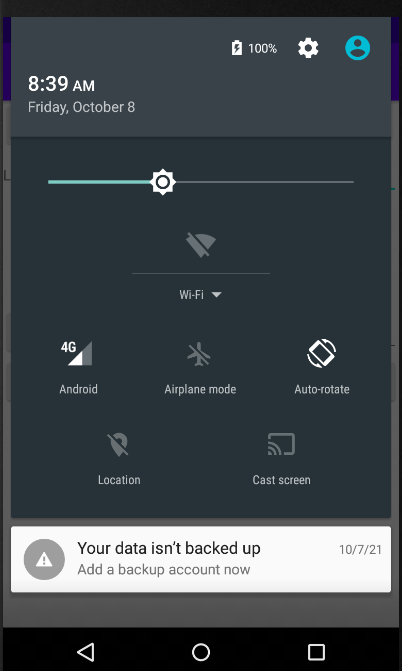 100%
8:39 AM
Friday, October 8
Wi-Fi
4G
Android
Airplane mode
Auto-rotate
Location
Cast screen
Your data isn't backed up
10/7/21
Add a backup account now